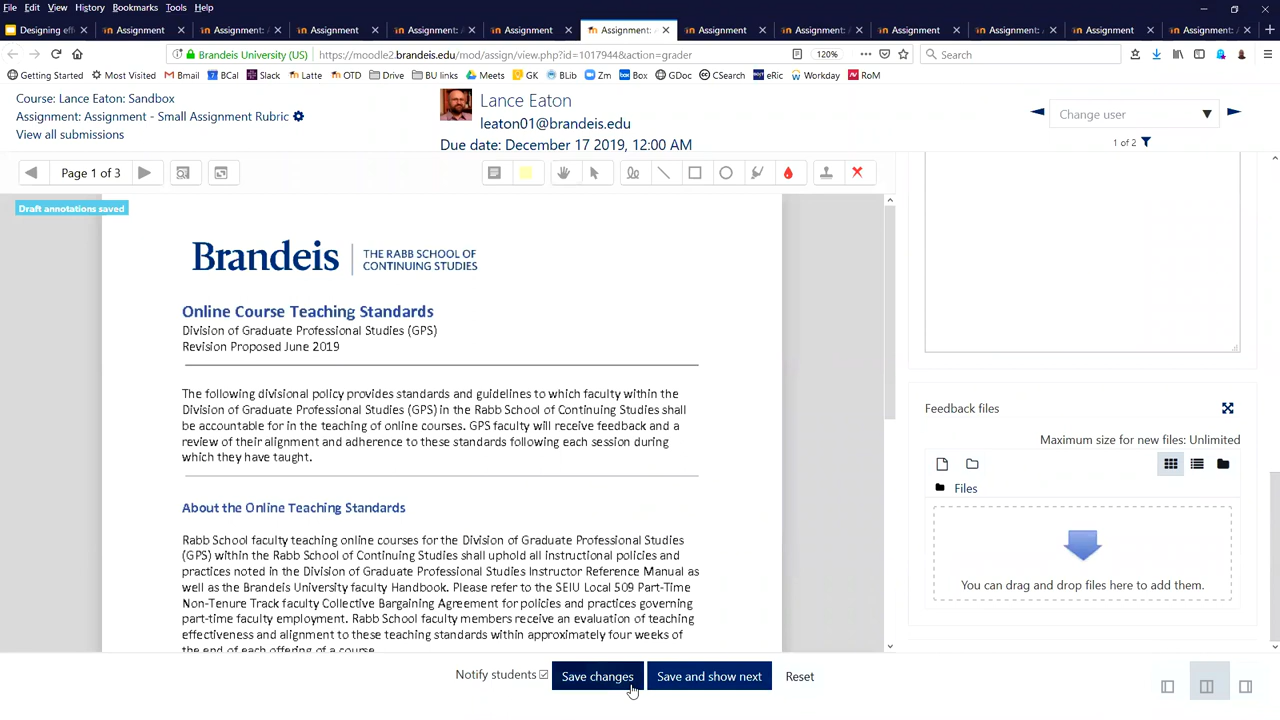 File Edit View History Bookmarks Tools Help
Designing ef
Assignment
Assignment: /
Assignment
Assignment: /
Assignment
Assignment: /
Assignment
Assignment: /
Assignment
Assignment: /
Assignment
Assignment: /
Brandeis University (US) https://moodle2.brandeis.edu/mod/assign/view.php?id=1017944&action=grader 120% Search
Getting Started Most Visited Gmail BCal Slack Latte OTD Drive BU links Meets GK BLib Zm Box GDoc CSearch eRic Workday RoM
Course: Lance Eaton: Sandbox
Assignment: Assignment - Small Assignment Rubric
View all submissions
Lance Eaton
leaton01@brandeis.edu
Due date: December 17 2019, 12:00 AM
Change user
1 of 2
Page 1 of 3
Draft annotations saved
Brandeis
THE RABB SCHOOL OF
CONTINUING STUDIES
Online Course Teaching Standards
Division of Graduate Professional Studies (GPS)
Revision Proposed June 2019
The following divisional policy provides standards and guidelines to which faculty within the
Division of Graduate Professional Studies (GPS) in the Rabb School of Continuing Studies shall
be accountable for in the teaching of online courses. GPS faculty will receive feedback and a
review of their alignment and adherence to these standards following each session during
which they have taught.
About the Online Teaching Standards
Rabb School faculty teaching online courses for the Division of Graduate Professional Studies
(GPS) within the Rabb School of Continuing Studies shall uphold all instructional policies and
practices noted in the Division of Graduate Professional Studies Instructor Reference Manual as
well as the Brandeis University faculty Handbook. Please refer to the SEIU Local 509 Part-Time
Non-Tenure Track faculty Collective Bargaining Agreement for policies and practices governing
part-time faculty employment. Rabb School faculty members receive an evaluation of teaching
effectiveness and alignment to these teaching standards within approximately four weeks of
the end of each offering of a course.
Feedback files
Maximum size for new files: Unlimited
Files
You can drag and drop files here to add them.
Notify students Save changes Save and show next Reset